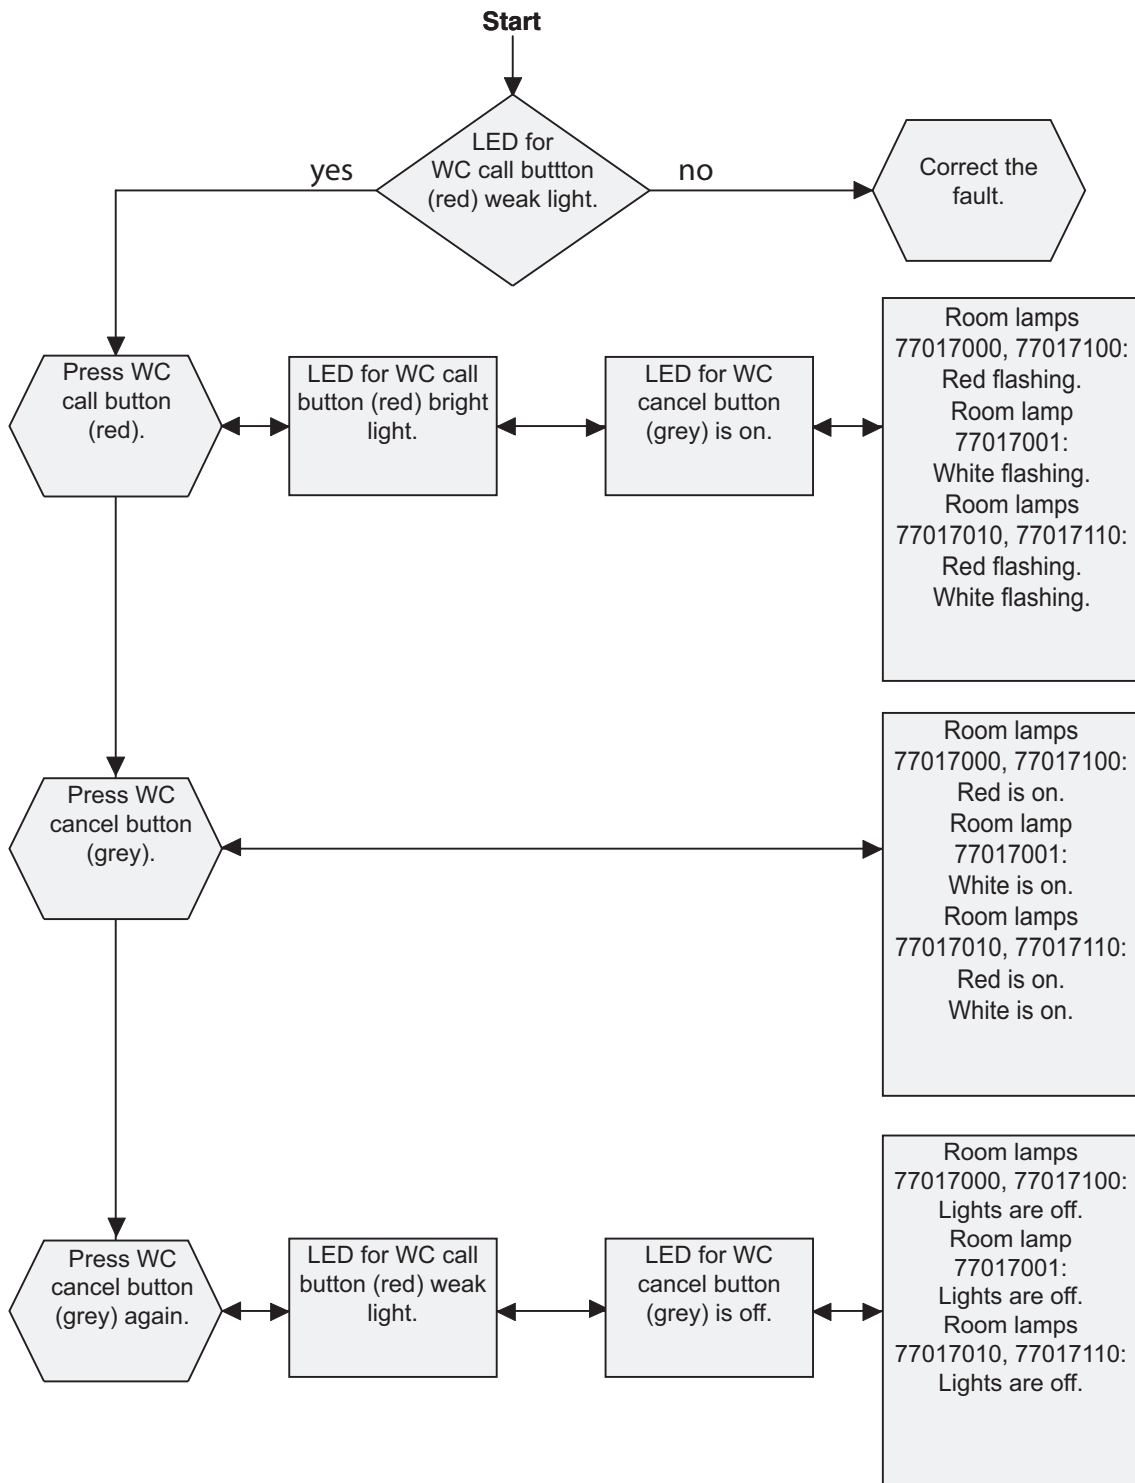 Start
LED for
WC call buttton
(red) weak light.
yes
no
Correct the
fault.
Press WC
call button
(red).
LED for WC call
button (red) bright
light.
LED for WC
cancel button
(grey) is on.
Room lamps
77017000, 77017100:
Red flashing.
Room lamp
77017001:
White flashing.
Room lamps
77017010, 77017110:
Red flashing.
White flashing.
Press WC
cancel button
(grey).
Room lamps
77017000, 77017100:
Red is on.
Room lamp
77017001:
White is on.
Room lamps
77017010, 77017110:
Red is on.
White is on.
Press WC
cancel button
(grey) again.
LED for WC call
button (red) weak
light.
LED for WC
cancel button
(grey) is off.
Room lamps
77017000, 77017100:
Lights are off.
Room lamp
77017001:
Lights are off.
Room lamps
77017010, 77017110:
Lights are off.